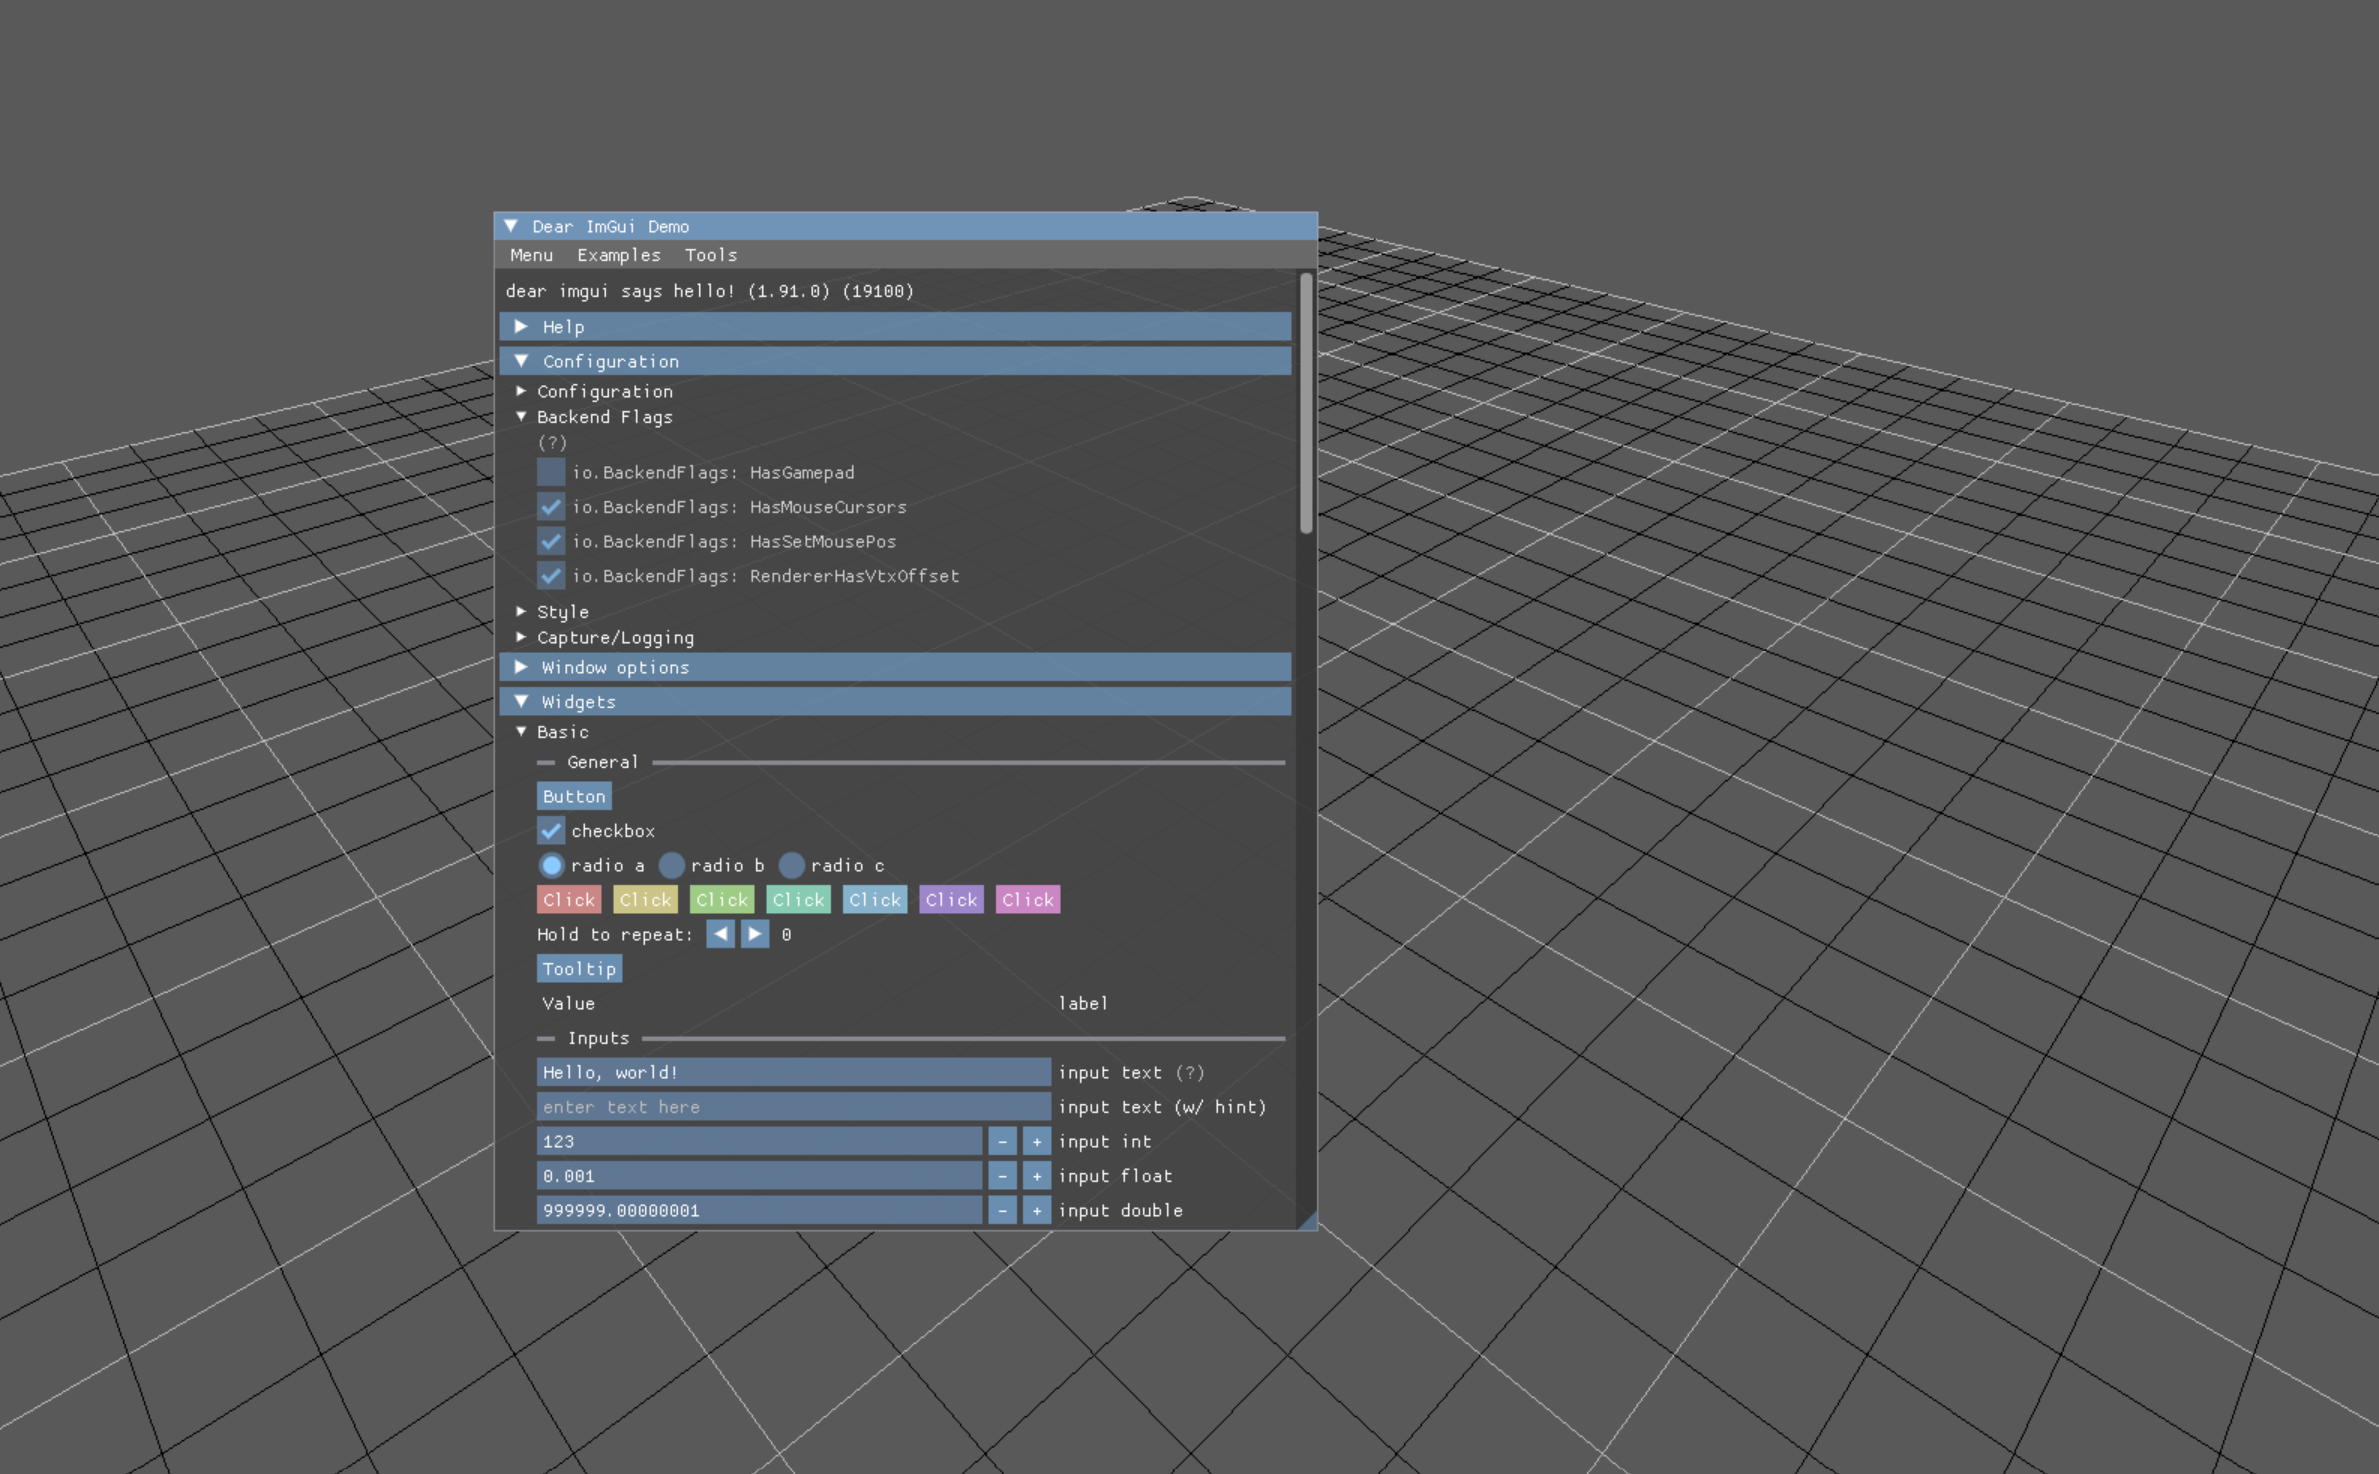 Dear ImGui Demo
Menu Examples Tools
dear imgui says hello! (1.91.0) (19100)
Help
Configuration
Configuration
Backend Flags
(?)
io.BackendFlags: HasGamepad
io.BackendFlags: HasMouseCursors
io.BackendFlags: HasSetMousePos
io.BackendFlags: RendererHasVtxOffset
Style
Capture/Logging
Window options
Widgets
Basic
General
Button
checkbox
radio a radio b radio c
Click Click Click Click Click Click Click
Hold to repeat: 0
Tooltip
Value label
Inputs
Hello, world! input text (?)
enter text here input text (w/ hint)
123 - + input int
0.001 - + input float
999999.00000001 - + input double